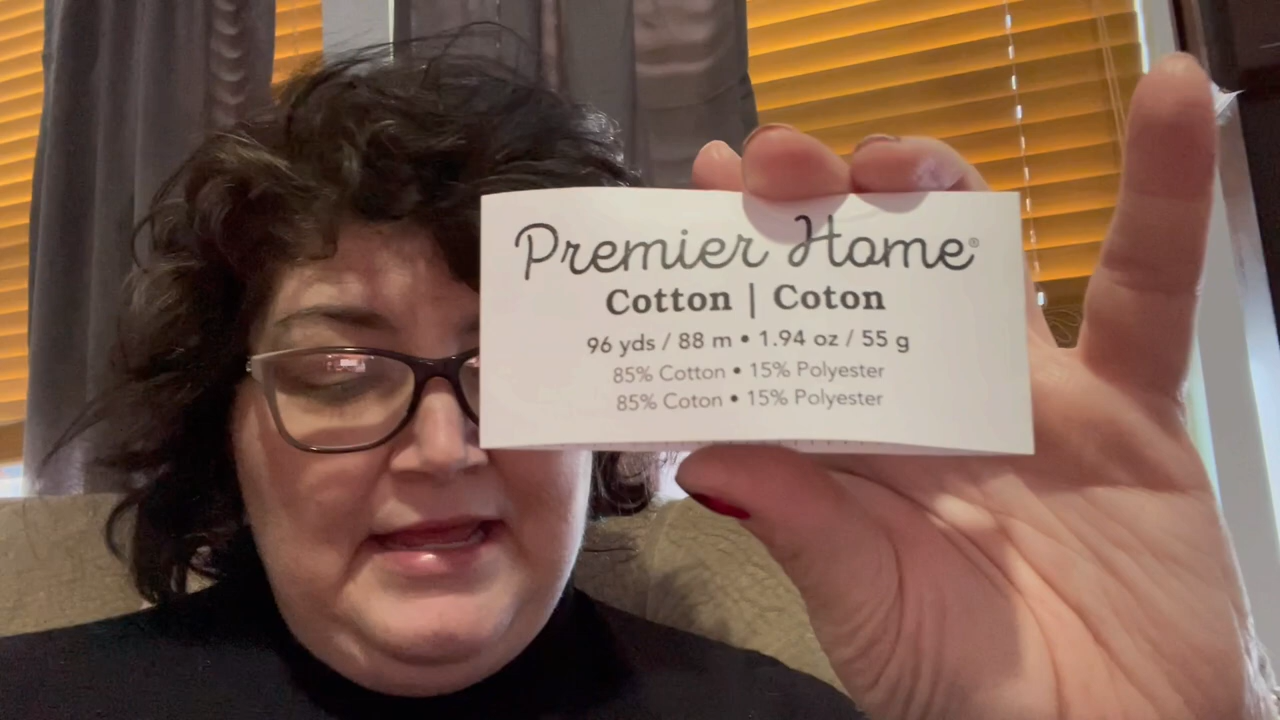 Premier Home®
Cotton | Coton
96 yds / 88 m • 1.94 oz / 55 g
85% Cotton • 15% Polyester
85% Coton • 15% Polyester